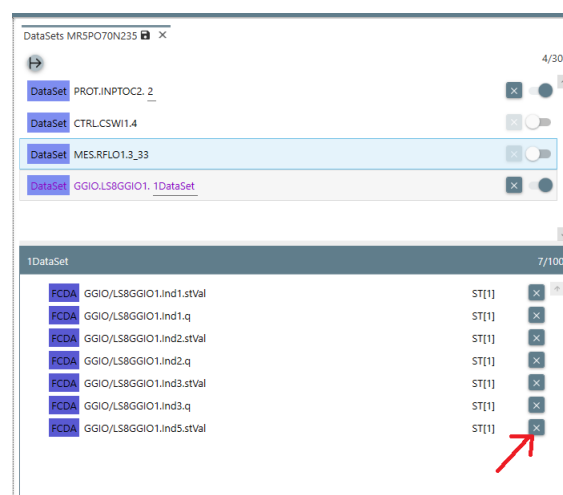 DataSets MR5PO70N235
4/30
DataSet PROT.INPTOC2. 2
DataSet CTRL.CSWI1.4
DataSet MES.RFLO1.3_33
DataSet GGIO.LS8GGIO1. 1DataSet
1DataSet 7/100
FCDA GGIO/LS8GGIO1.Ind1.stVal ST[1]
FCDA GGIO/LS8GGIO1.Ind1.q ST[1]
FCDA GGIO/LS8GGIO1.Ind2.stVal ST[1]
FCDA GGIO/LS8GGIO1.Ind2.q ST[1]
FCDA GGIO/LS8GGIO1.Ind3.stVal ST[1]
FCDA GGIO/LS8GGIO1.Ind3.q ST[1]
FCDA GGIO/LS8GGIO1.Ind5.stVal ST[1]